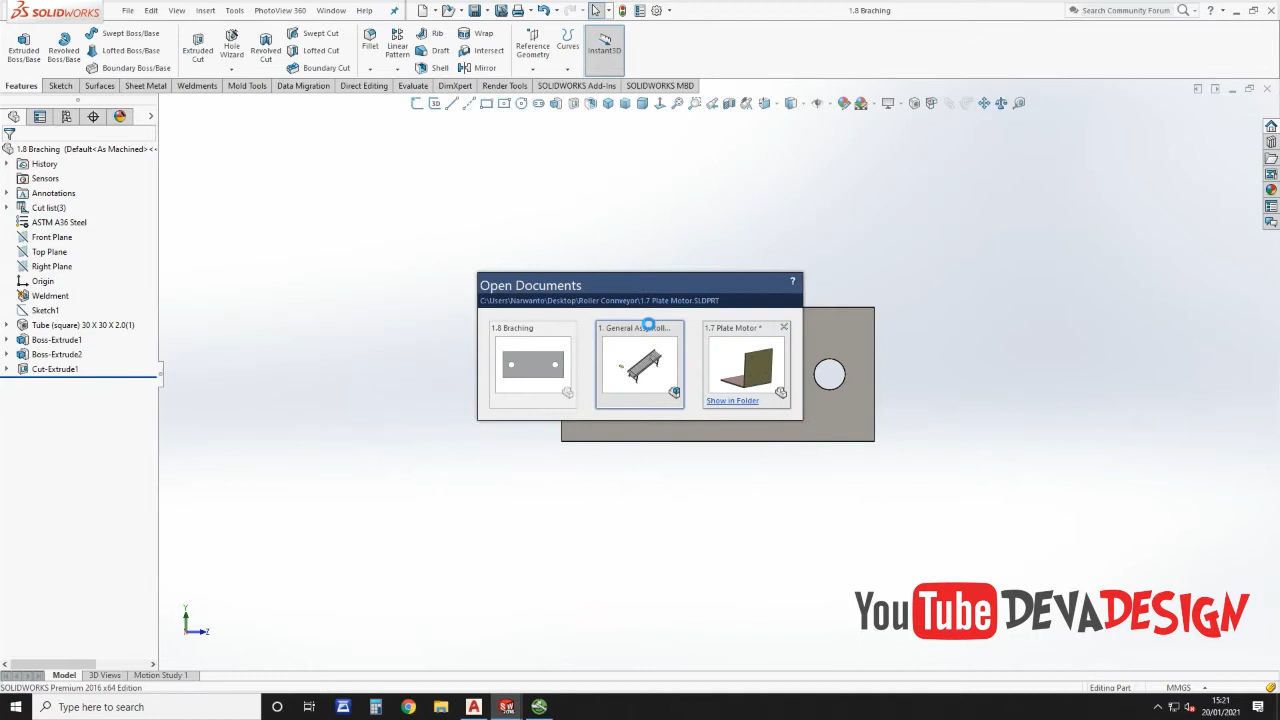 SOLIDWORKS
File Edit View Insert Tools PhotoView 360 Window Help
1.8 Braching
Search Community Forum
Extruded Boss/Base
Revolved Boss/Base
Swept Boss/Base
Lofted Boss/Base
Boundary Boss/Base
Extruded Cut
Hole Wizard
Revolved Cut
Swept Cut
Lofted Cut
Boundary Cut
Fillet
Linear Pattern
Rib
Draft
Shell
Wrap
Intersect
Mirror
Reference Geometry
Curves
Instant3D
Features Sketch Surfaces Sheet Metal Weldments Mold Tools Data Migration Direct Editing Evaluate DimXpert Render Tools SOLIDWORKS Add-Ins SOLIDWORKS MBD
1.8 Braching (Default<As Machined><<
History
Sensors
Annotations
Cut list(3)
ASTM A36 Steel
Front Plane
Top Plane
Right Plane
Origin
Weldment
Sketch1
Tube (square) 30 X 30 X 2.0(1)
Boss-Extrude1
Boss-Extrude2
Cut-Extrude1
Open Documents ?
C:\Users\Narwanto\Desktop\Roller Connveyor\1.7 Plate Motor.SLDPRT
1.8 Braching
1. General Assy Roll...
1.7 Plate Motor *
Show in Folder
Y
Z
YouTube DEVADESIGN
Model 3D Views Motion Study 1
SOLIDWORKS Premium 2016 x64 Edition
Editing Part MMGS
Type here to search
15:21
20/01/2021